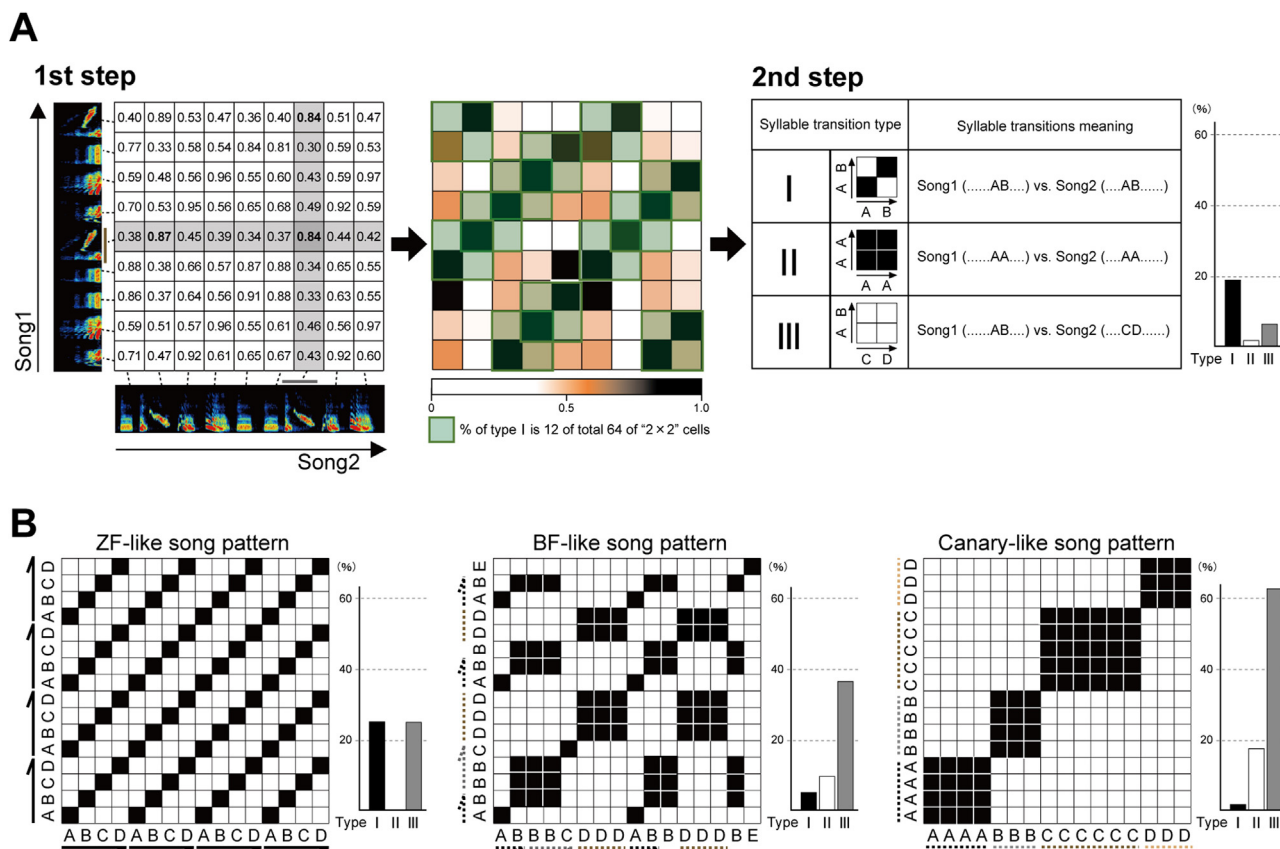 A
1st step
Song1
0.40 0.89 0.53 0.47 0.36 0.40 0.84 0.51 0.47
0.77 0.33 0.58 0.54 0.84 0.81 0.30 0.59 0.53
0.59 0.48 0.56 0.96 0.55 0.60 0.43 0.59 0.97
0.70 0.53 0.95 0.56 0.65 0.68 0.49 0.92 0.59
0.38 0.87 0.45 0.39 0.34 0.37 0.84 0.44 0.42
0.88 0.38 0.66 0.57 0.87 0.88 0.34 0.65 0.55
0.86 0.37 0.64 0.56 0.91 0.88 0.33 0.63 0.55
0.59 0.51 0.57 0.96 0.55 0.61 0.46 0.56 0.97
0.71 0.47 0.92 0.61 0.65 0.67 0.43 0.92 0.60
Song2
0 0.5 1.0
% of type I is 12 of total 64 of “2×2” cells
2nd step
Syllable transition type Syllable transitions meaning
I A B A B Song1 (......AB....) vs. Song2 (....AB......)
II A A A A Song1 (......AA....) vs. Song2 (....AA......)
III A B C D Song1 (......AB....) vs. Song2 (....CD......)
(%)
60
40
20
Type I II III
B
ZF-like song pattern
A B C D A B C D A B C D A B C D
A B C D A B C D A B C D A B C D
(%)
60
40
20
Type I II III
BF-like song pattern
A B B B C D D D A B B D D A B E
A B B B C D D D A B B D D D B E
(%)
60
40
20
Type I II III
Canary-like song pattern
A A A A B B B B C C C C C D D D
A A A A B B B C C C C C C D D D
(%)
60
40
20
Type I II III